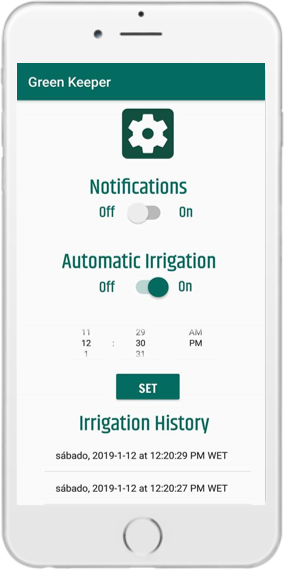 Green Keeper
Notifications
Off On
Automatic Irrigation
Off On
11 29 AM
12 : 30 PM
1 31
SET
Irrigation History
sábado, 2019-1-12 at 12:20:29 PM WET
sábado, 2019-1-12 at 12:20:27 PM WET